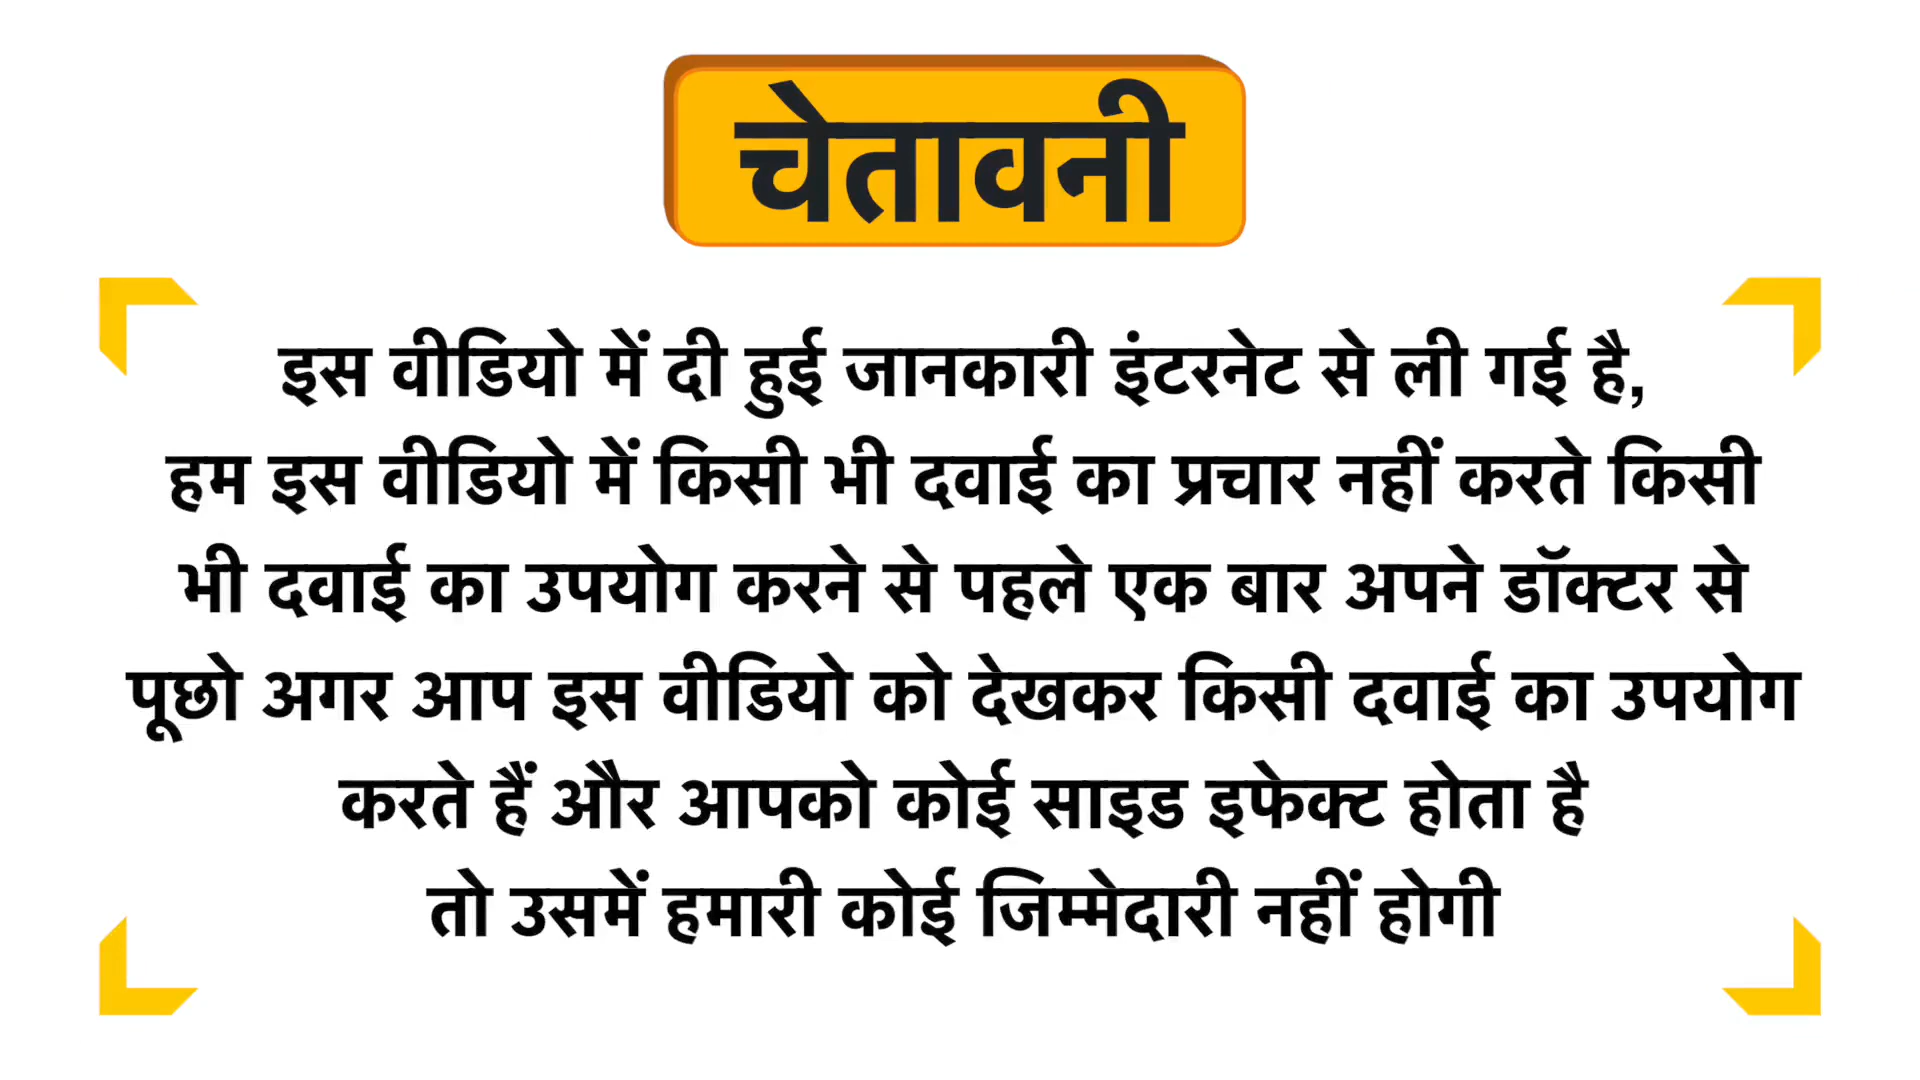 चेतावनी
इस वीडियो में दी हुई जानकारी इंटरनेट से ली गई है,
हम इस वीडियो में किसी भी दवाई का प्रचार नहीं करते किसी
भी दवाई का उपयोग करने से पहले एक बार अपने डॉक्टर से
पूछो अगर आप इस वीडियो को देखकर किसी दवाई का उपयोग
करते हैं और आपको कोई साइड इफेक्ट होता है
तो उसमें हमारी कोई जिम्मेदारी नहीं होगी